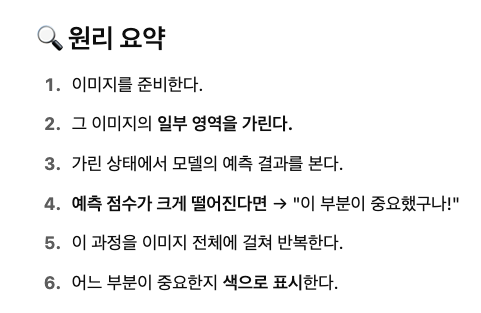 🔍 원리 요약
1. 이미지를 준비한다.
2. 그 이미지의 일부 영역을 가린다.
3. 가린 상태에서 모델의 예측 결과를 본다.
4. 예측 점수가 크게 떨어진다면 → "이 부분이 중요했구나!"
5. 이 과정을 이미지 전체에 걸쳐 반복한다.
6. 어느 부분이 중요한지 색으로 표시한다.